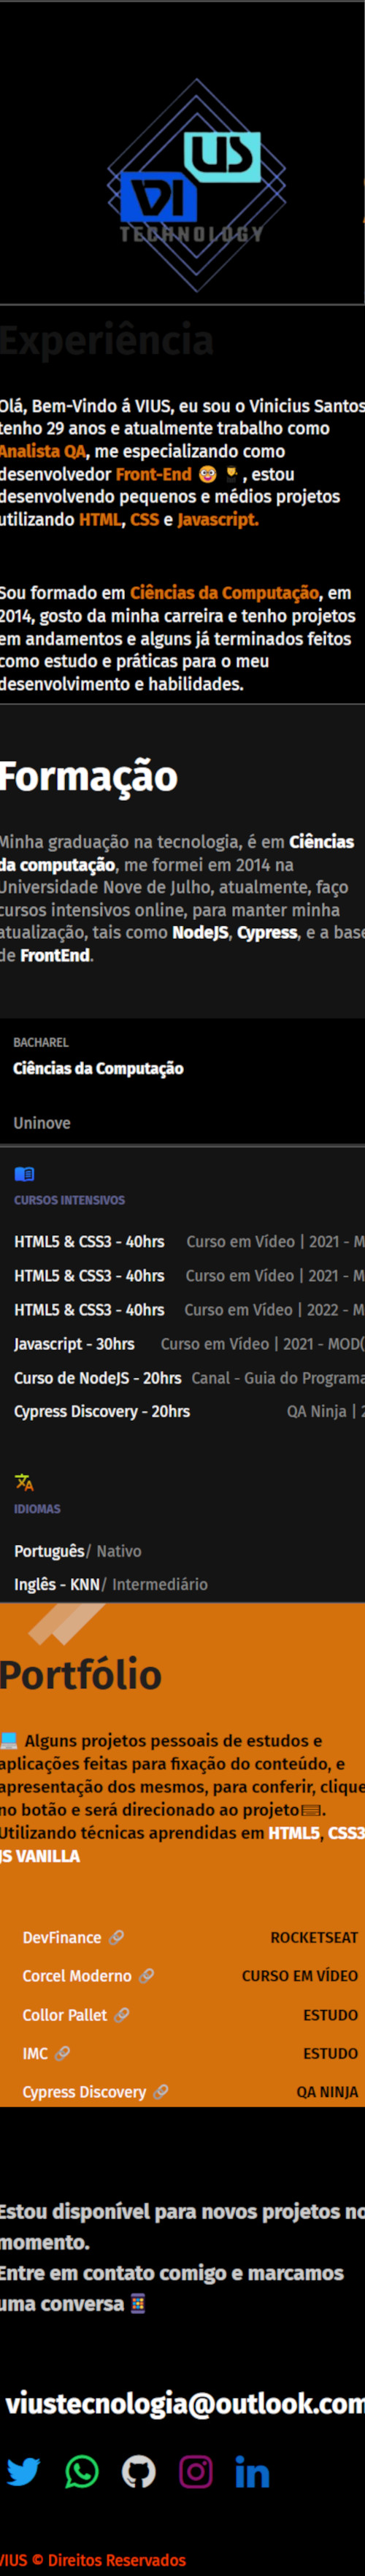 US
VI
TECHNOLOGY
Experiência
Olá, Bem-Vindo á VIUS, eu sou o Vinicius Santos
tenho 29 anos e atualmente trabalho como
Analista QA, me especializando como
desenvolvedor Front-End 🤓 💁‍♂️ , estou
desenvolvendo pequenos e médios projetos
utilizando HTML, CSS e Javascript.
Sou formado em Ciências da Computação, em
2014, gosto da minha carreira e tenho projetos
em andamentos e alguns já terminados feitos
como estudo e práticas para o meu
desenvolvimento e habilidades.
Formação
Minha graduação na tecnologia, é em Ciências
da computação, me formei em 2014 na
Universidade Nove de Julho, atualmente, faço
cursos intensivos online, para manter minha
atualização, tais como NodeJS, Cypress, e a base
de FrontEnd.
BACHAREL
Ciências da Computação
Uninove
CURSOS INTENSIVOS
HTML5 & CSS3 - 40hrs Curso em Vídeo | 2021 - M
HTML5 & CSS3 - 40hrs Curso em Vídeo | 2021 - M
HTML5 & CSS3 - 40hrs Curso em Vídeo | 2022 - M
Javascript - 30hrs Curso em Vídeo | 2021 - MOD(
Curso de NodeJS - 20hrs Canal - Guia do Programa
Cypress Discovery - 20hrs QA Ninja | 2
IDIOMAS
Português/ Nativo
Inglês - KNN/ Intermediário
Portfólio
Alguns projetos pessoais de estudos e
aplicações feitas para fixação do conteúdo, e
apresentação dos mesmos, para conferir, clique
no botão e será direcionado ao projeto.
Utilizando técnicas aprendidas em HTML5, CSS3
JS VANILLA
DevFinance 🔗 ROCKETSEAT
Corcel Moderno 🔗 CURSO EM VÍDEO
Collor Pallet 🔗 ESTUDO
IMC 🔗 ESTUDO
Cypress Discovery 🔗 QA NINJA
Estou disponível para novos projetos no
momento.
Entre em contato comigo e marcamos
uma conversa
viustecnologia@outlook.com
in
VIUS © Direitos Reservados